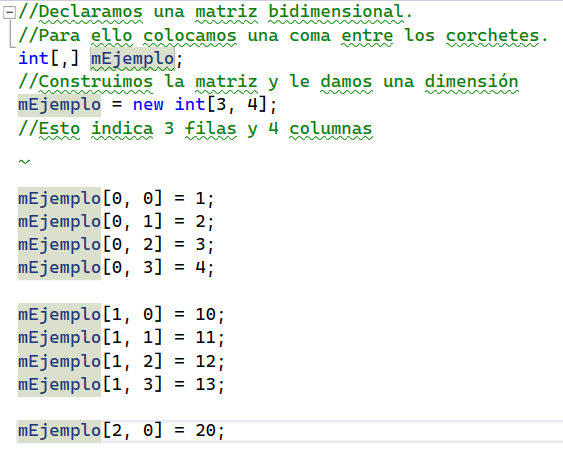 //Declaramos una matriz bidimensional.
//Para ello colocamos una coma entre los corchetes.
int[,] mEjemplo;
//Construimos la matriz y le damos una dimensión
mEjemplo = new int[3, 4];
//Esto indica 3 filas y 4 columnas
mEjemplo[0, 0] = 1;
mEjemplo[0, 1] = 2;
mEjemplo[0, 2] = 3;
mEjemplo[0, 3] = 4;
mEjemplo[1, 0] = 10;
mEjemplo[1, 1] = 11;
mEjemplo[1, 2] = 12;
mEjemplo[1, 3] = 13;
mEjemplo[2, 0] = 20;